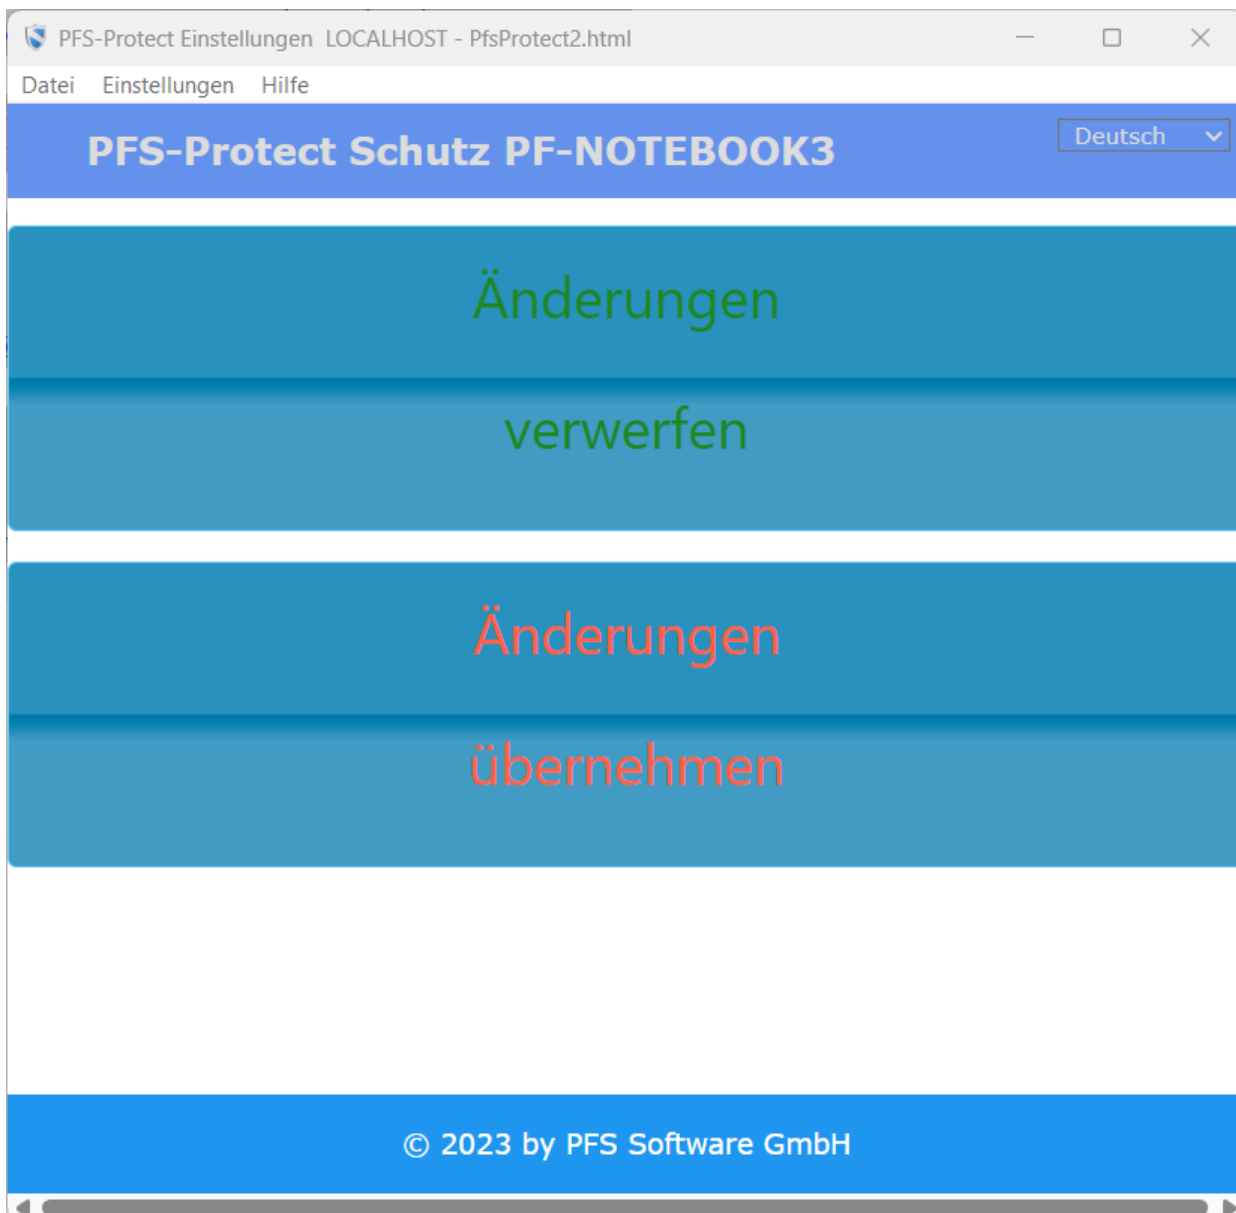 PFS-Protect Einstellungen  LOCALHOST - PfsProtect2.html
Datei Einstellungen Hilfe
PFS-Protect Schutz PF-NOTEBOOK3
Deutsch
Änderungen
verwerfen
Änderungen
übernehmen
© 2023 by PFS Software GmbH